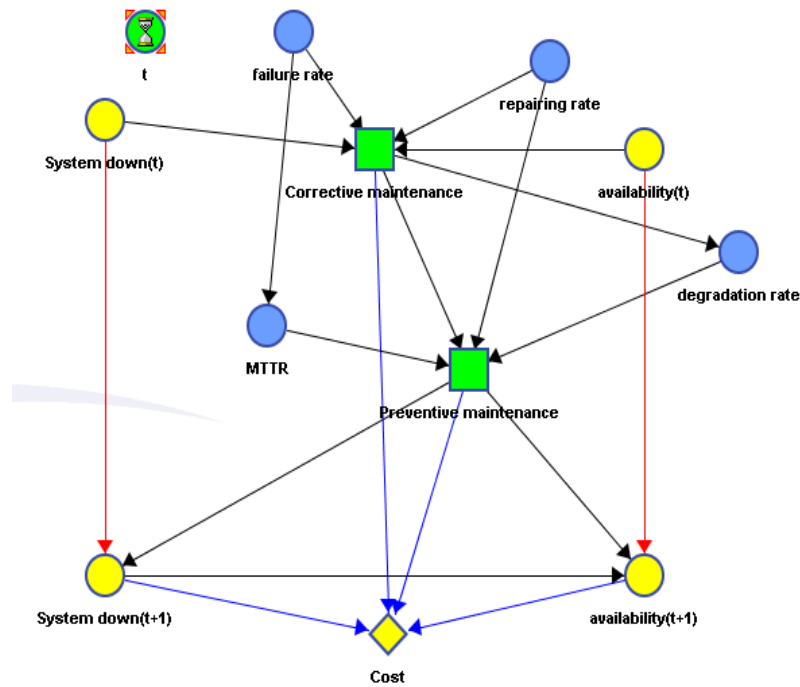 t
failure rate
repairing rate
System down(t)
Corrective maintenance
availability(t)
degradation rate
MTTR
Preventive maintenance
System down(t+1)
availability(t+1)
Cost